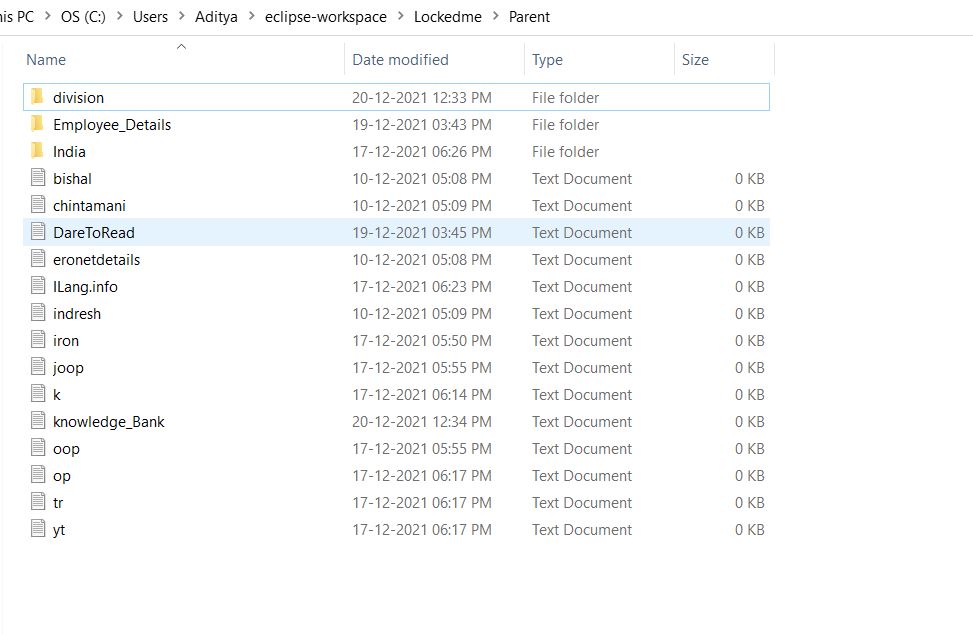 his PC > OS (C:) > Users > Aditya > eclipse-workspace > Lockedme > Parent
Name Date modified Type Size
division 20-12-2021 12:33 PM File folder
Employee_Details 19-12-2021 03:43 PM File folder
India 17-12-2021 06:26 PM File folder
bishal 10-12-2021 05:08 PM Text Document 0 KB
chintamani 10-12-2021 05:09 PM Text Document 0 KB
DareToRead 19-12-2021 03:45 PM Text Document 0 KB
eronetdetails 10-12-2021 05:08 PM Text Document 0 KB
ILang.info 17-12-2021 06:23 PM Text Document 0 KB
indresh 10-12-2021 05:09 PM Text Document 0 KB
iron 17-12-2021 05:50 PM Text Document 0 KB
joop 17-12-2021 05:55 PM Text Document 0 KB
k 17-12-2021 06:14 PM Text Document 0 KB
knowledge_Bank 20-12-2021 12:34 PM Text Document 0 KB
oop 17-12-2021 05:55 PM Text Document 0 KB
op 17-12-2021 06:17 PM Text Document 0 KB
tr 17-12-2021 06:17 PM Text Document 0 KB
yt 17-12-2021 06:17 PM Text Document 0 KB